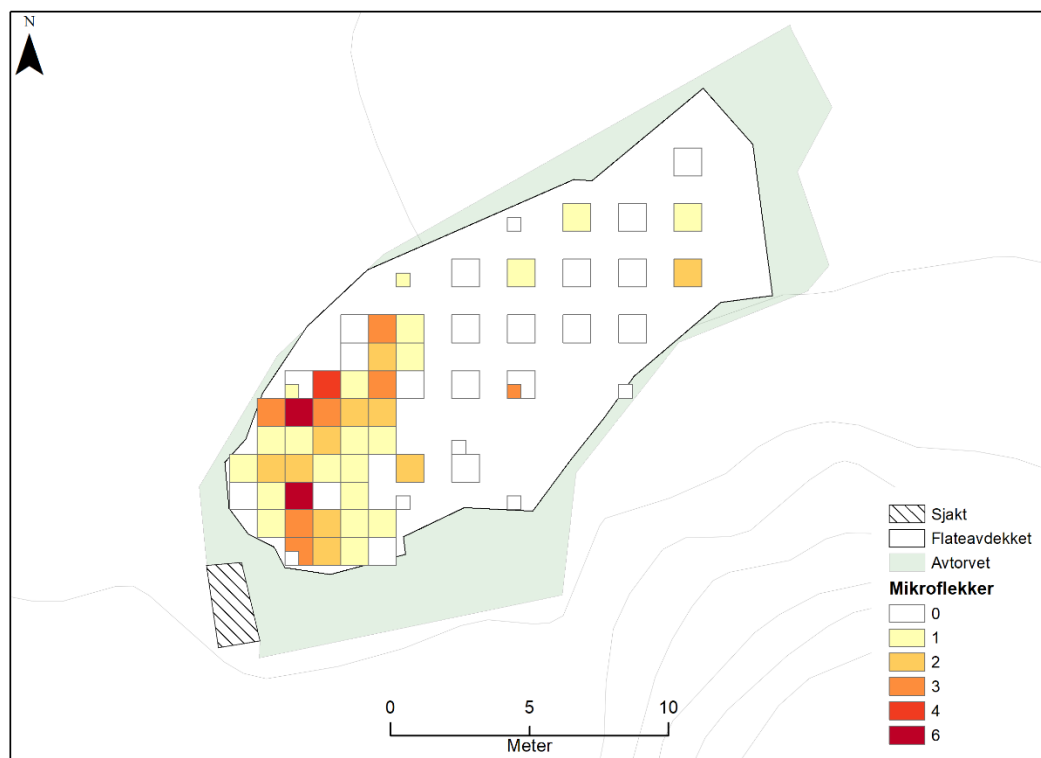 N
Sjakt
Flateavdekket
Avtorvet
Mikroflekker
0
1
2
3
4
6
0 5 10
Meter